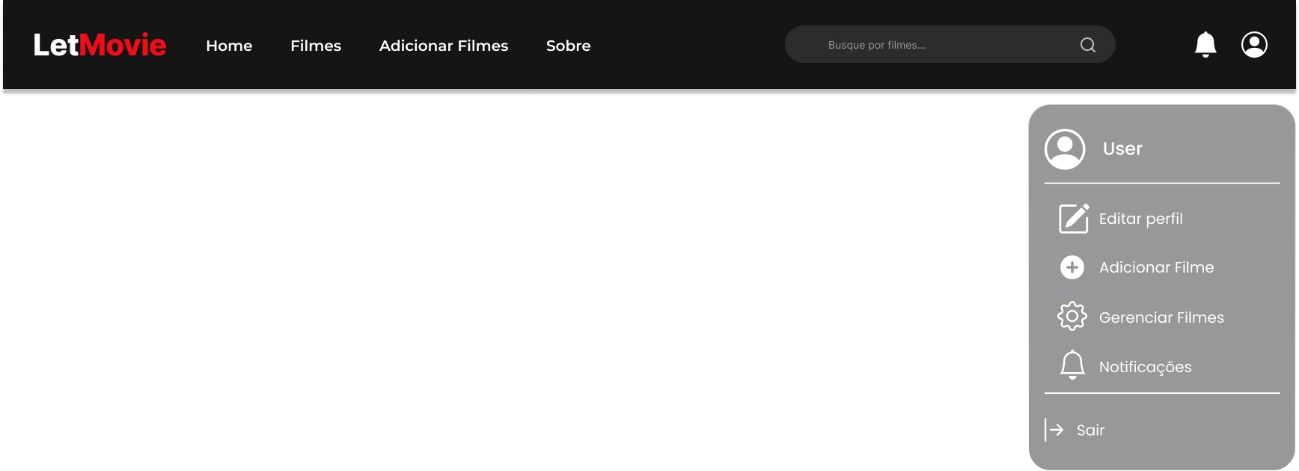 LetMovie Home Filmes Adicionar Filmes Sobre Busque por filmes...
User
Editar perfil
Adicionar Filme
Gerenciar Filmes
Notificações
Sair